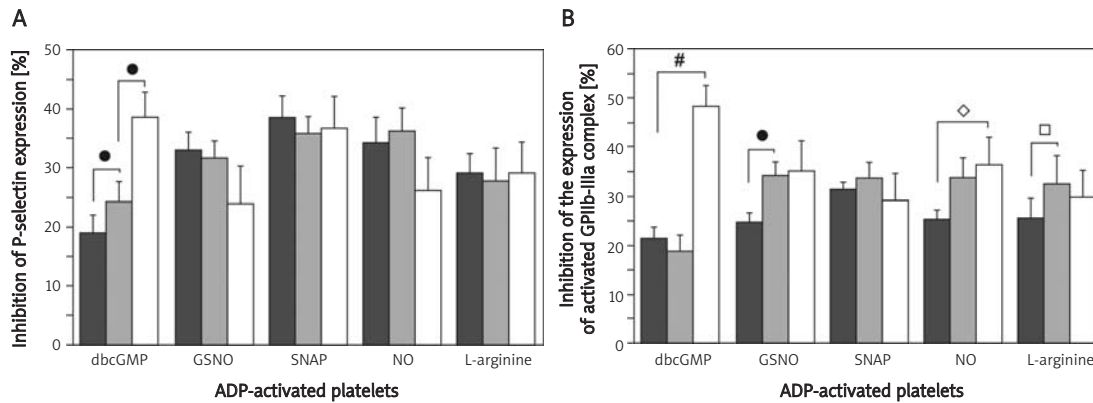 A
Inhibition of P-selectin expression [%]
50
40
30
20
10
0
dbcGMP GSNO SNAP NO L-arginine
ADP-activated platelets
B
Inhibition of the expression
of activated GPIIb-IIIa complex [%]
60
50
40
30
20
10
0
#
dbcGMP GSNO SNAP NO L-arginine
ADP-activated platelets